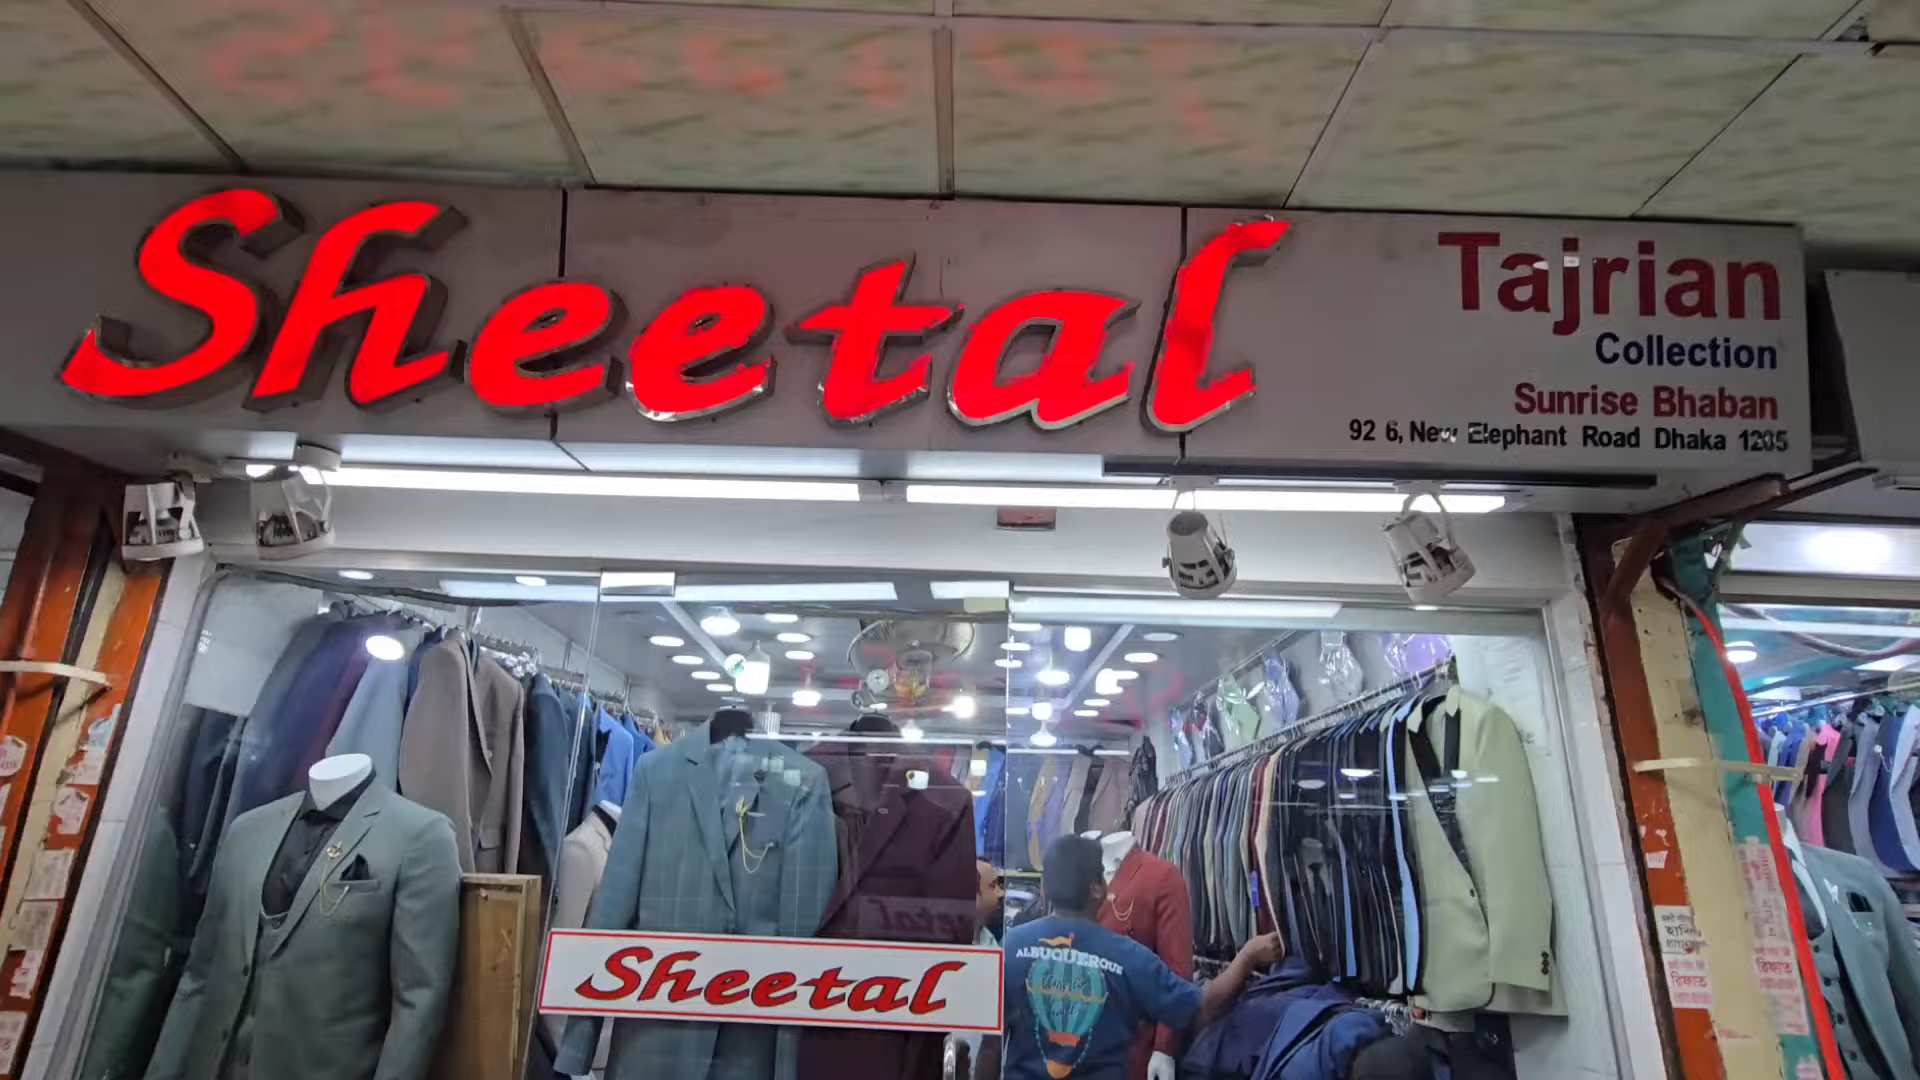 Sheetal
Tajrian
Collection
Sunrise Bhaban
92 6, New Elephant Road Dhaka 1205
Sheetal
ALBUQUERQUE
রিফাত
রিফাত